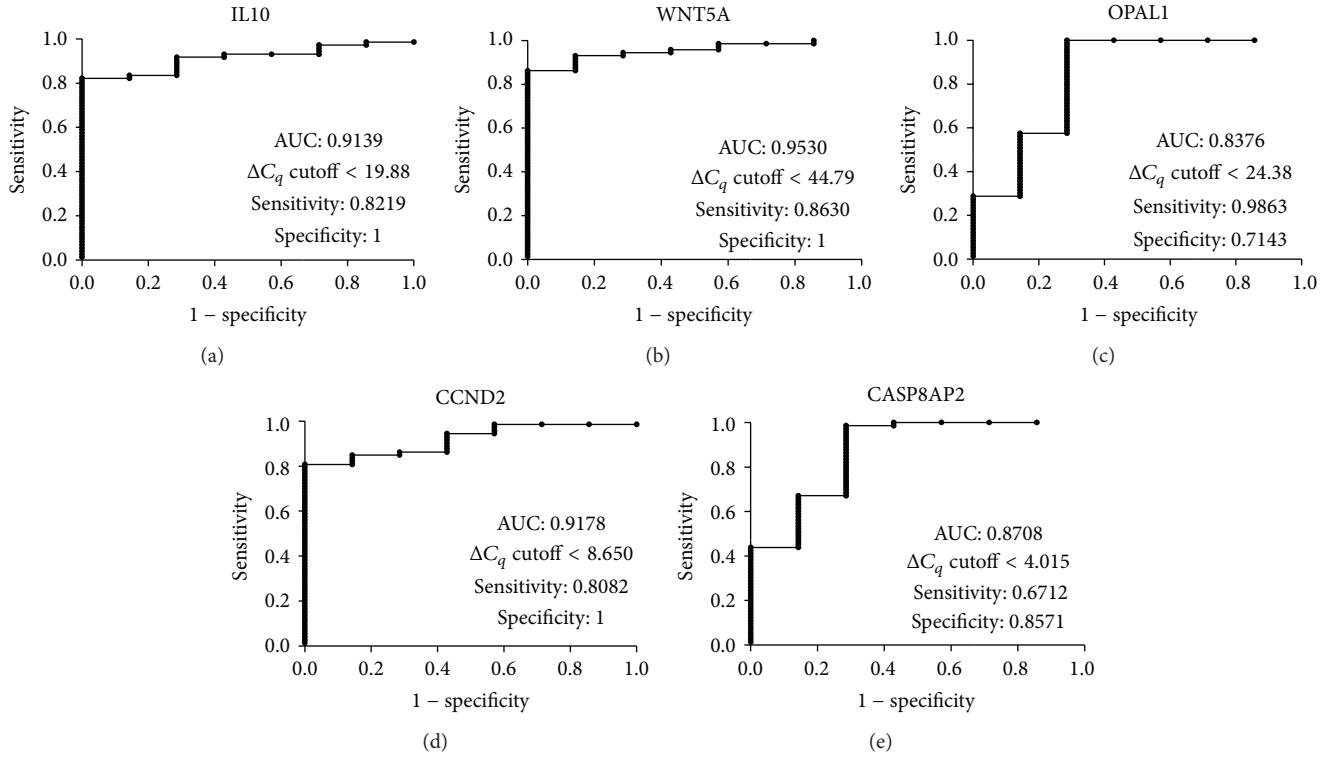 IL10
1.0
0.8
0.6
0.4
0.2
0.0
Sensitivity
AUC: 0.9139
ΔCq cutoff < 19.88
Sensitivity: 0.8219
Specificity: 1
0.0 0.2 0.4 0.6 0.8 1.0
1 − specificity
(a)
WNT5A
1.0
0.8
0.6
0.4
0.2
0.0
Sensitivity
AUC: 0.9530
ΔCq cutoff < 44.79
Sensitivity: 0.8630
Specificity: 1
0.0 0.2 0.4 0.6 0.8 1.0
1 − specificity
(b)
OPAL1
1.0
0.8
0.6
0.4
0.2
0.0
Sensitivity
AUC: 0.8376
ΔCq cutoff < 24.38
Sensitivity: 0.9863
Specificity: 0.7143
0.0 0.2 0.4 0.6 0.8 1.0
1 − specificity
(c)
CCND2
1.0
0.8
0.6
0.4
0.2
0.0
Sensitivity
AUC: 0.9178
ΔCq cutoff < 8.650
Sensitivity: 0.8082
Specificity: 1
0.0 0.2 0.4 0.6 0.8 1.0
1 − specificity
(d)
CASP8AP2
1.0
0.8
0.6
0.4
0.2
0.0
Sensitivity
AUC: 0.8708
ΔCq cutoff < 4.015
Sensitivity: 0.6712
Specificity: 0.8571
0.0 0.2 0.4 0.6 0.8 1.0
1 − specificity
(e)